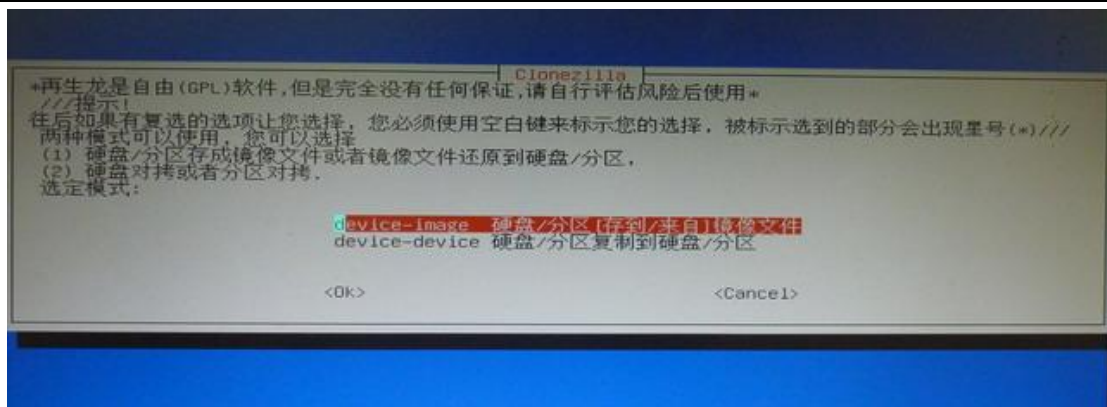 Clonezilla
*再生龙是自由(GPL)软件,但是完全没有任何保证,请自行评估风险后使用*
///提示!
往后如果有复选的选项让您选择, 您必须使用空白键来标示您的选择. 被标示选到的部分会出现星号(*)///
两种模式可以使用, 您可以选择
(1) 硬盘/分区存成镜像文件或者镜像文件还原到硬盘/分区.
(2) 硬盘对拷或者分区对拷.
选定模式:
device-image 硬盘/分区[存到/来自]镜像文件
device-device 硬盘/分区复制到硬盘/分区
<Ok> <Cancel>